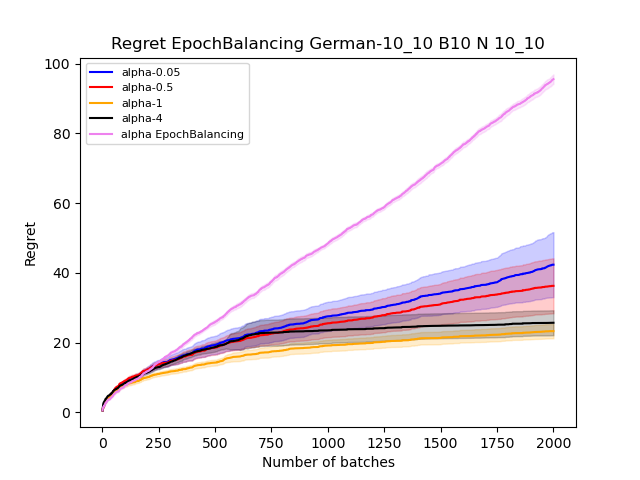 Regret EpochBalancing German-10_10 B10 N 10_10
100
80
60
40
20
0
Regret
alpha-0.05
alpha-0.5
alpha-1
alpha-4
alpha EpochBalancing
0 250 500 750 1000 1250 1500 1750 2000
Number of batches